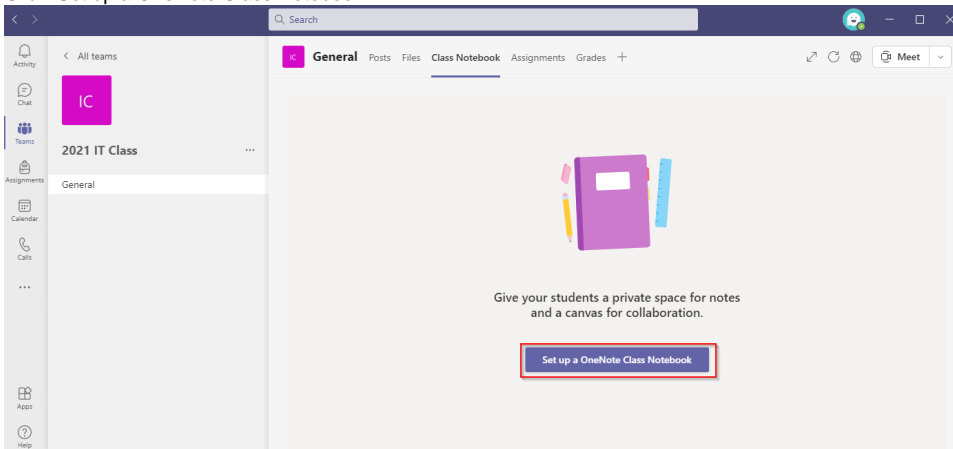 Search
Activity
Chat
Teams
Assignments
Calendar
Calls
Apps
Help
All teams
IC
2021 IT Class
General
IC General Posts Files Class Notebook Assignments Grades
Meet
Give your students a private space for notes
and a canvas for collaboration.
Set up a OneNote Class Notebook